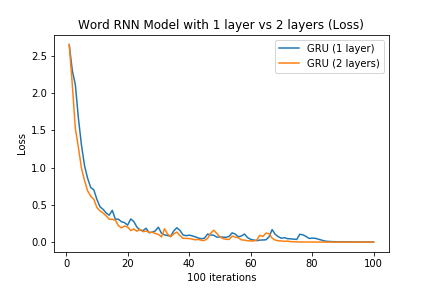 Word RNN Model with 1 layer vs 2 layers (Loss)
GRU (1 layer)
GRU (2 layers)
Loss
2.5
2.0
1.5
1.0
0.5
0.0
0 20 40 60 80 100
100 iterations